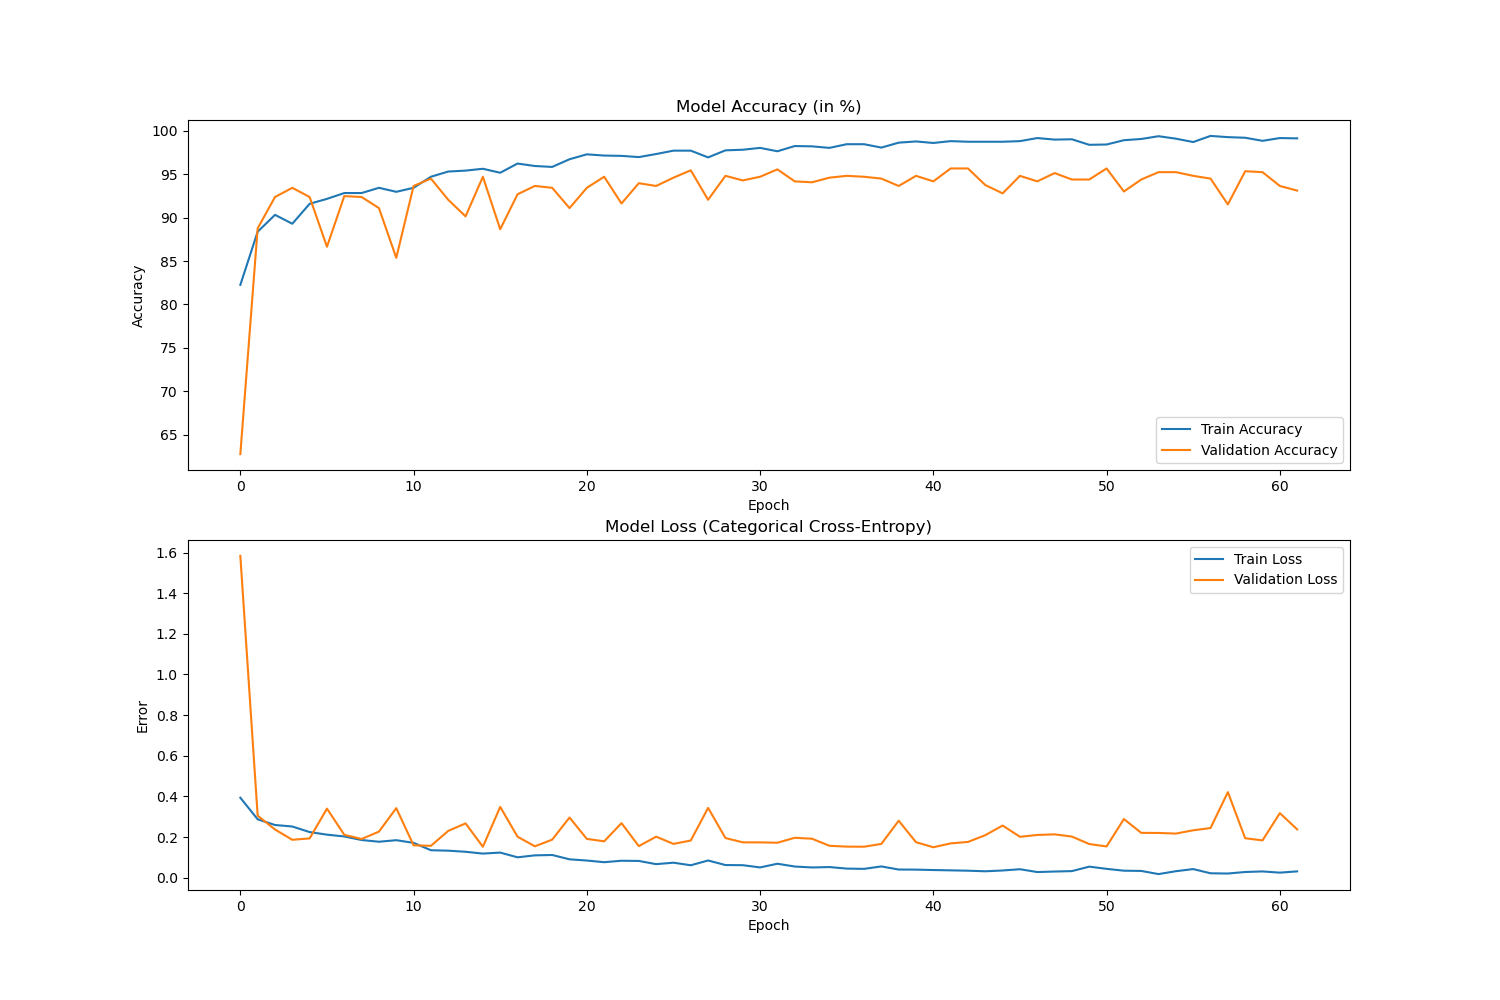 Model Accuracy (in %)
100
95
90
85
80
75
70
65
Accuracy
Train Accuracy
Validation Accuracy
0 10 20 30 40 50 60
Epoch
Model Loss (Categorical Cross-Entropy)
1.6
1.4
1.2
1.0
0.8
0.6
0.4
0.2
0.0
Error
Train Loss
Validation Loss
0 10 20 30 40 50 60
Epoch